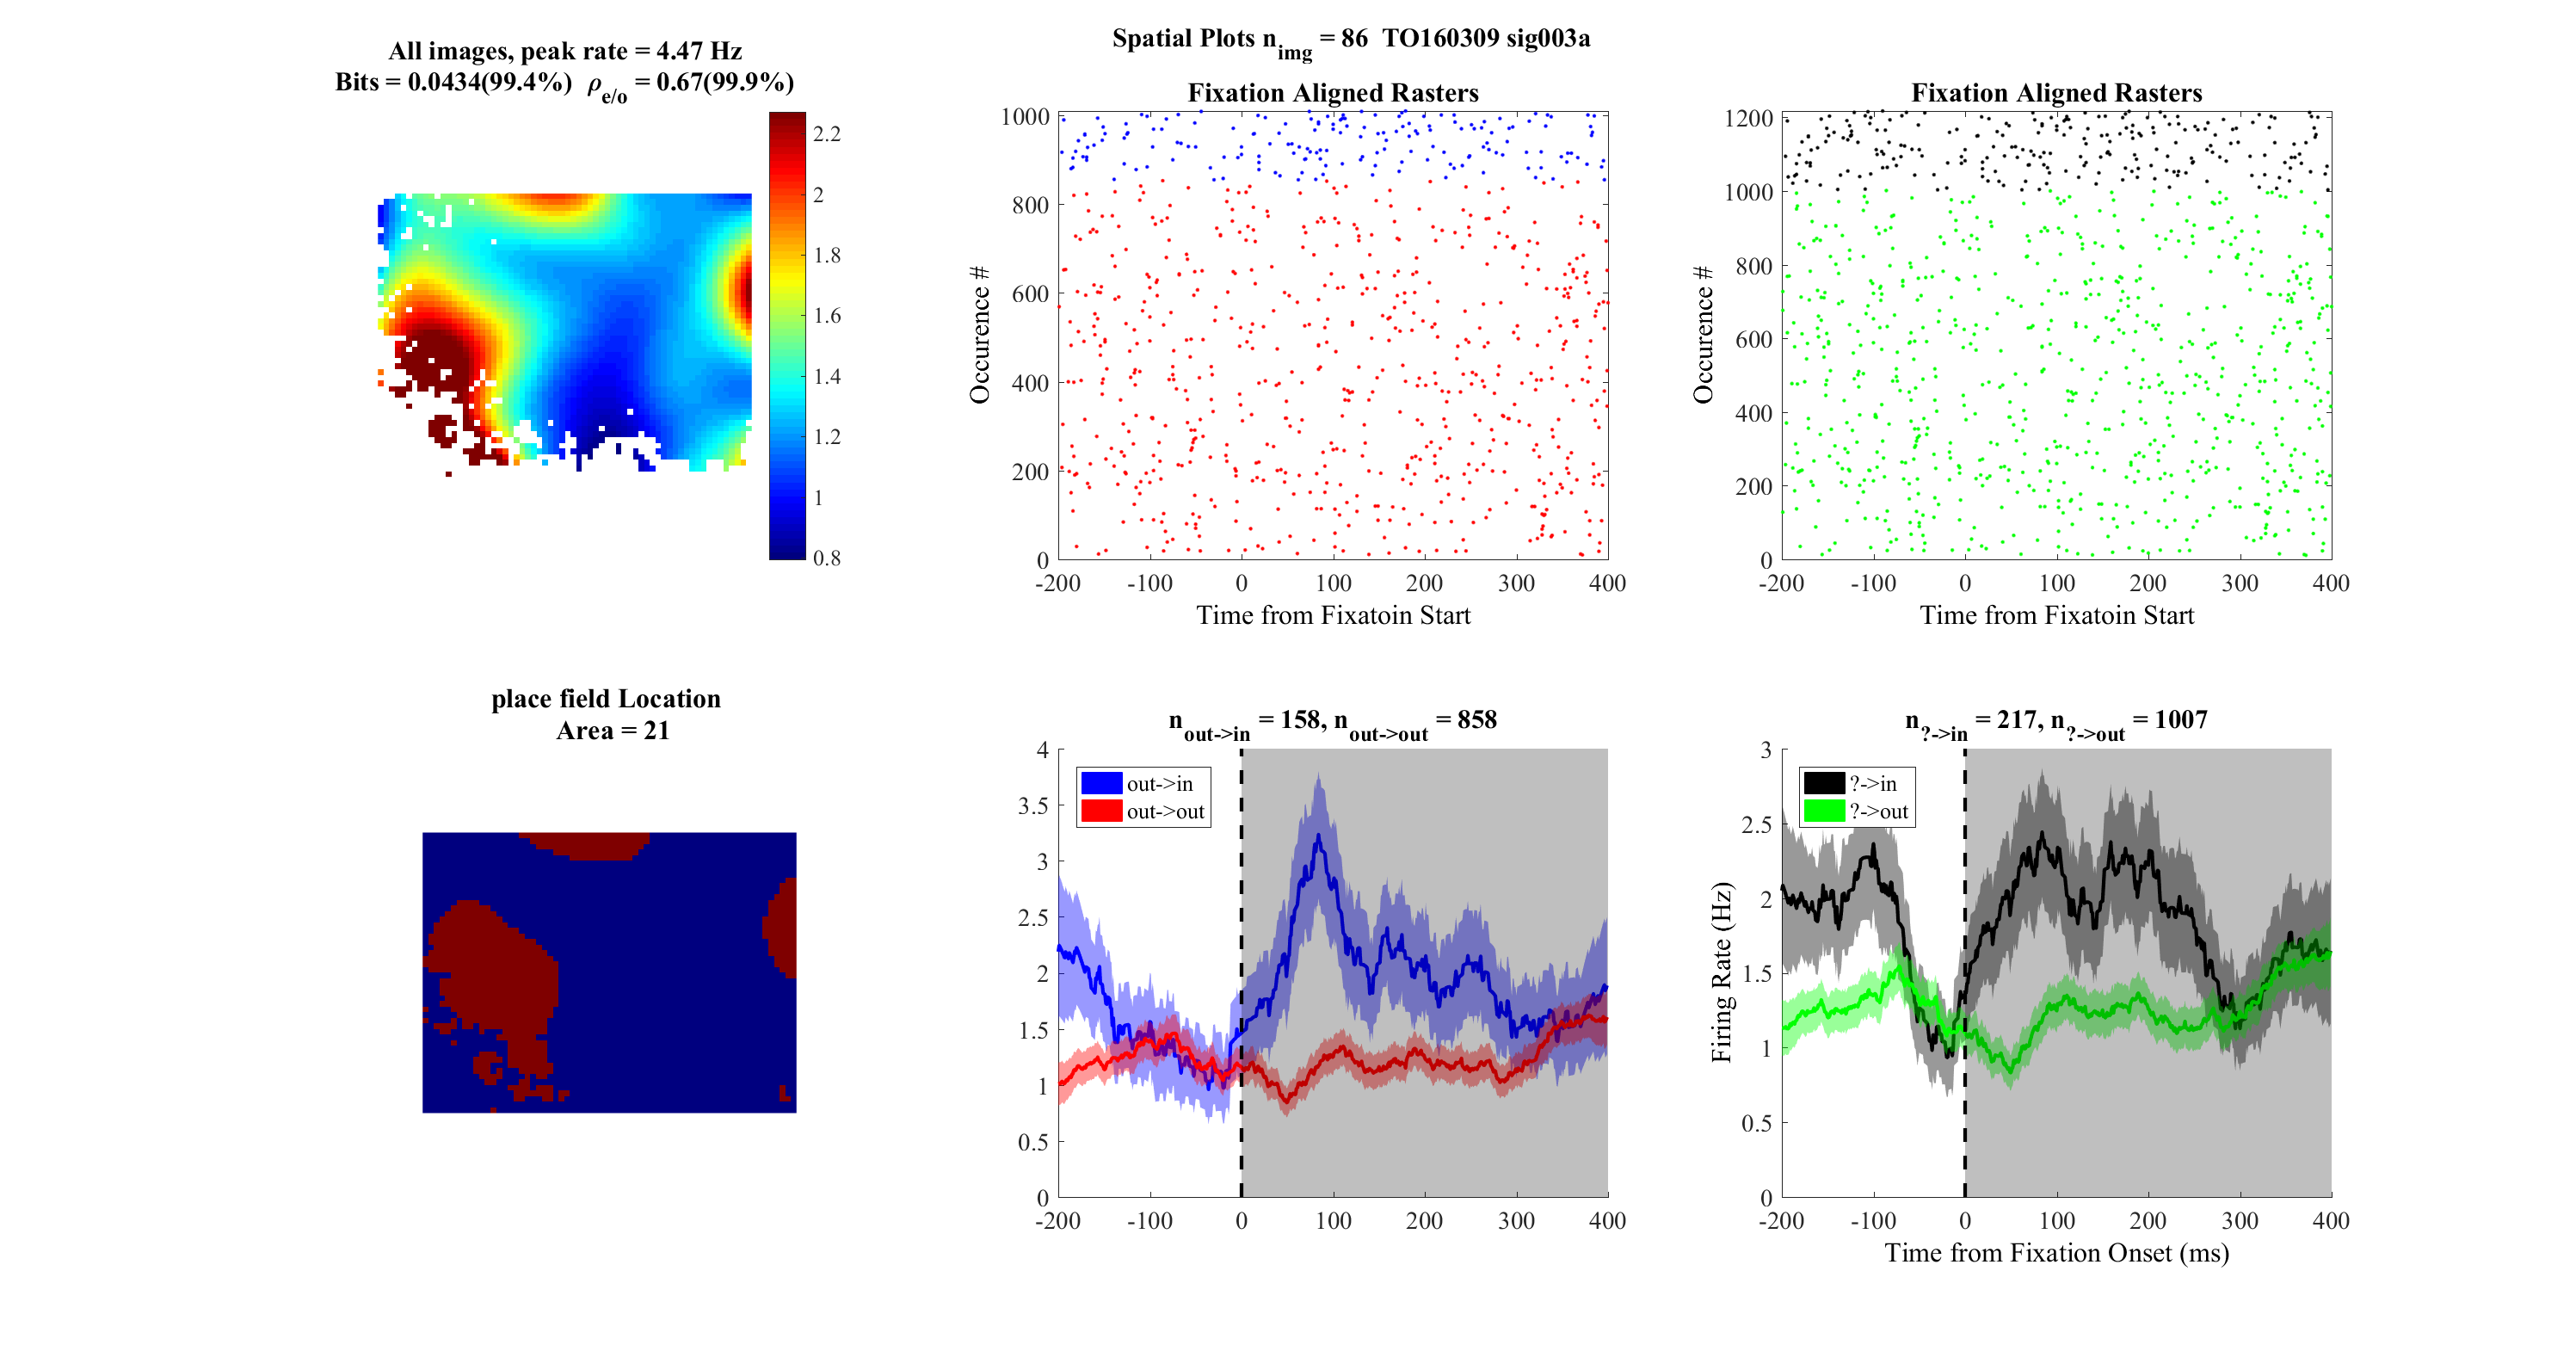 Spatial Plots n_img = 86 TO160309 sig003a
All images, peak rate = 4.47 Hz
Bits = 0.0434(99.4%) ρ_e/o = 0.67(99.9%)
2.2
2
1.8
1.6
1.4
1.2
1
0.8
Fixation Aligned Rasters
Occurence #
1000
800
600
400
200
0
-200 -100 0 100 200 300 400
Time from Fixatoin Start
Fixation Aligned Rasters
Occurence #
1200
1000
800
600
400
200
0
-200 -100 0 100 200 300 400
Time from Fixatoin Start
place field Location
Area = 21
n_out->in = 158, n_out->out = 858
4
3.5
3
2.5
2
1.5
1
0.5
0
out->in
out->out
-200 -100 0 100 200 300 400
n_?->in = 217, n_?->out = 1007
Firing Rate (Hz)
3
2.5
2
1.5
1
0.5
0
?->in
?->out
-200 -100 0 100 200 300 400
Time from Fixation Onset (ms)